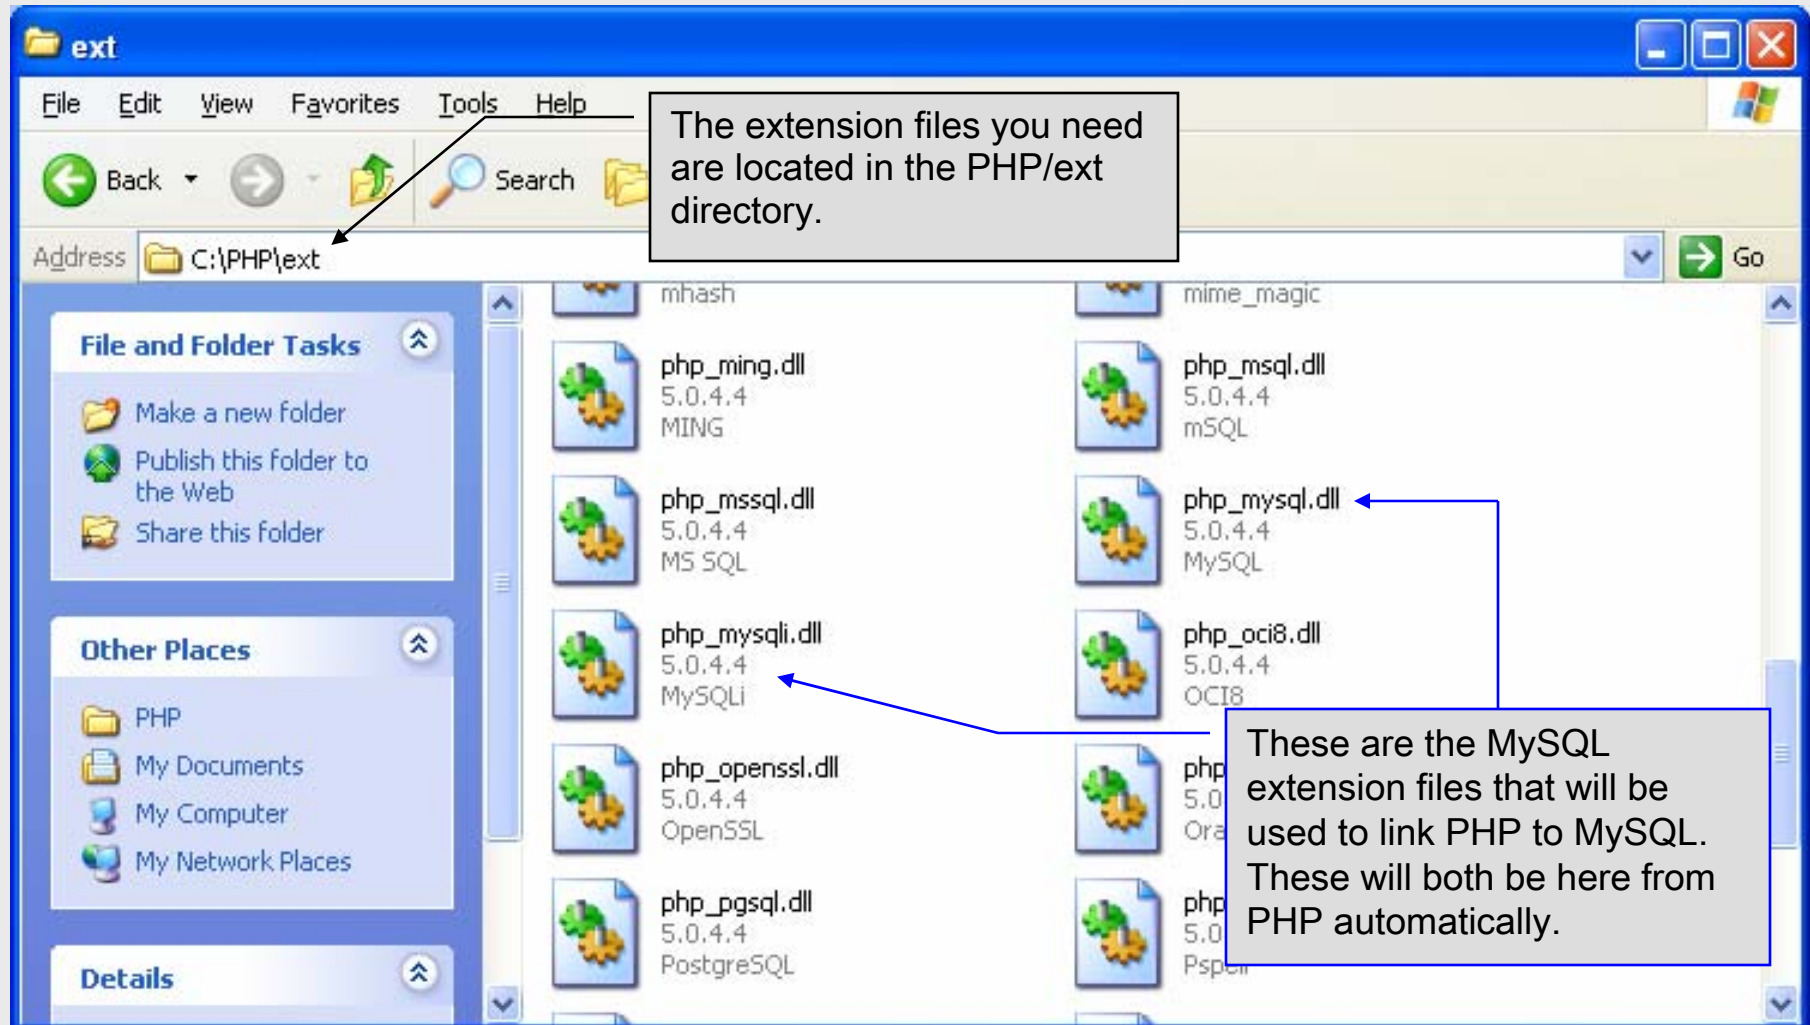 ext
File Edit View Favorites Tools Help
The extension files you need
are located in the PHP/ext
directory.
Back Search
Address C:\PHP\ext Go
File and Folder Tasks
Make a new folder
Publish this folder to
the Web
Share this folder
Other Places
PHP
My Documents
My Computer
My Network Places
Details
mhash
mime_magic
php_ming.dll
5.0.4.4
MING
php_msql.dll
5.0.4.4
mSQL
php_mssql.dll
5.0.4.4
MS SQL
php_mysql.dll
5.0.4.4
MySQL
php_mysqli.dll
5.0.4.4
MySQLi
php_oci8.dll
5.0.4.4
OCI8
php_openssl.dll
5.0.4.4
OpenSSL
php
5.0
Ora
php_pgsql.dll
5.0.4.4
PostgreSQL
php
5.0
These are the MySQL
extension files that will be
used to link PHP to MySQL.
These will both be here from
PHP automatically.